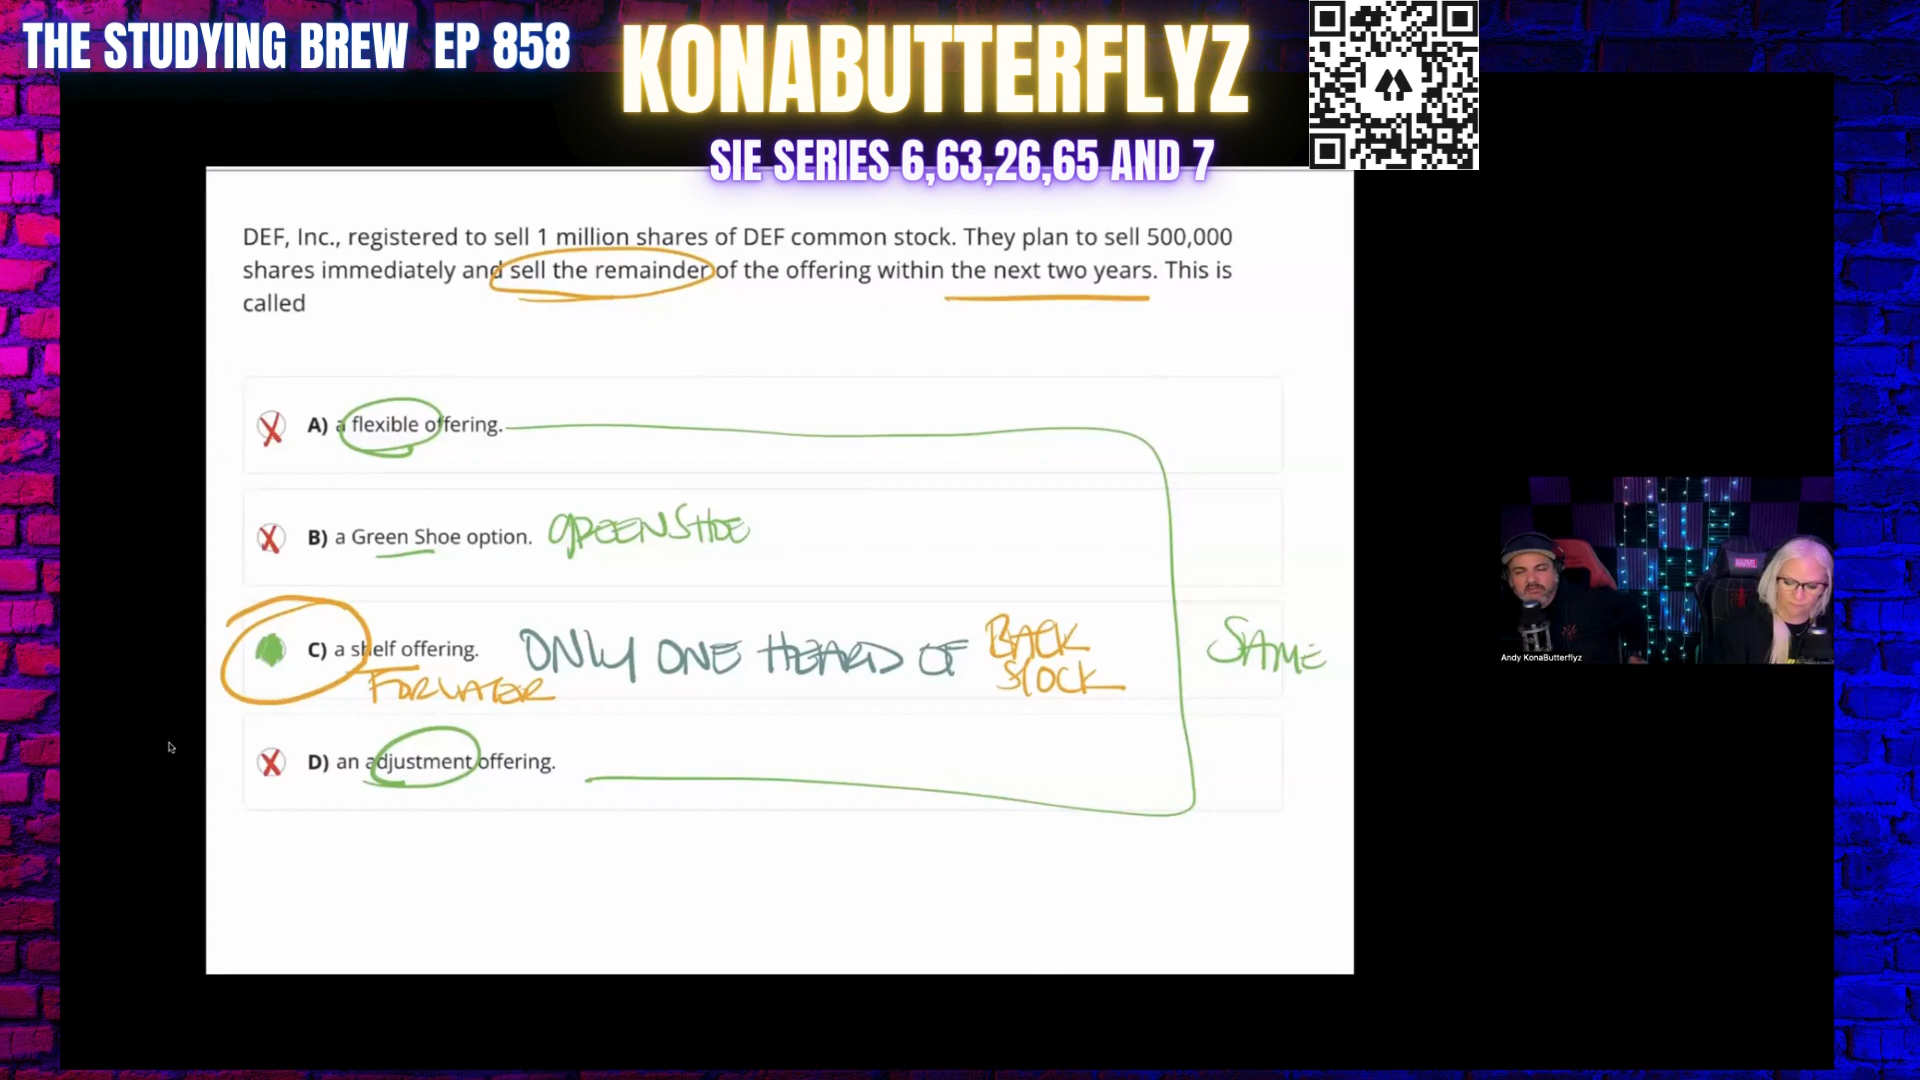 THE STUDYING BREW EP 858
KONABUTTERFLYZ
SIE SERIES 6,63,26,65 AND 7
DEF, Inc., registered to sell 1 million shares of DEF common stock. They plan to sell 500,000
shares immediately and sell the remainder of the offering within the next two years. This is
called
A) a flexible offering.
B) a Green Shoe option. GREENSHOE
C) a shelf offering. ONLY ONE HEARD OF BACK
STOCK
FOR LATER
SAME
D) an adjustment offering.
MARVEL
Andy KonaButterflyz